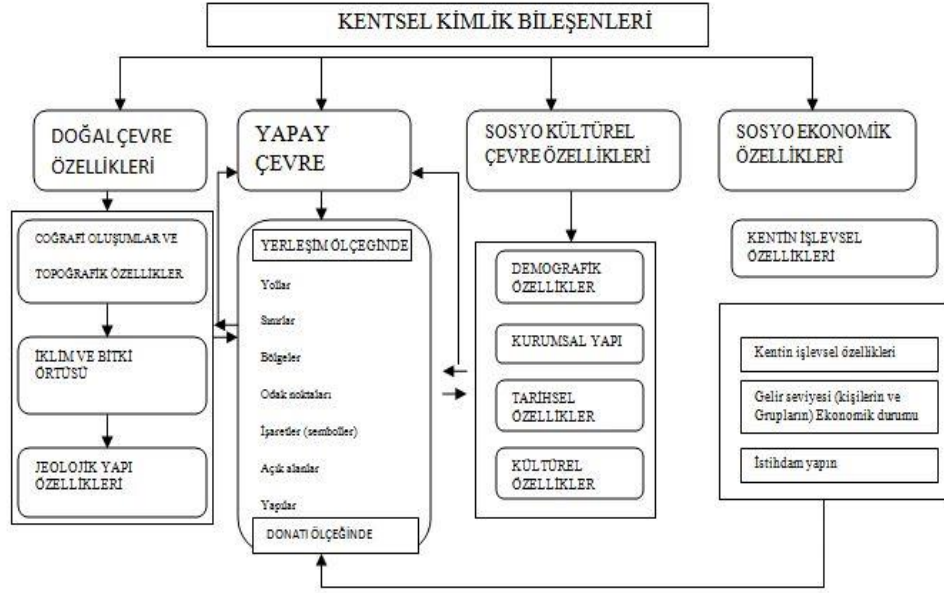 KENTSEL KİMLİK BİLEŞENLERİ
DOĞAL ÇEVRE
ÖZELLİKLERİ
YAPAY
ÇEVRE
SOSYO KÜLTÜREL
ÇEVRE ÖZELLİKLERİ
SOSYO EKONOMİK
ÖZELLİKLERİ
COĞRAFİ OLUŞUMLAR VE
TOPOĞRAFİK ÖZELLİKLER
İKLİM VE BİTKİ
ÖRTÜSÜ
JEOLOJİK YAPI
ÖZELLİKLERİ
YERLEŞİM ÖLÇEGINDE
Yollar
Sınırlar
Bölgeler
Odak noktaları
İşaretler (semboller)
Açık alanlar
Yapılar
DONATI ÖLÇEĞİNDE
DEMOGRAFİK
ÖZELLİKLER
KURUMSAL YAPI
TARİHSEL
ÖZELLİKLER
KÜLTÜREL
ÖZELLİKLER
KENTİN İŞLEVSEL
ÖZELLİKLERİ
Kentin işlevsel özellikleri
Gelir seviyesi (kişilerin ve
Grupların) Ekonomik durumu
İstihdam yapın